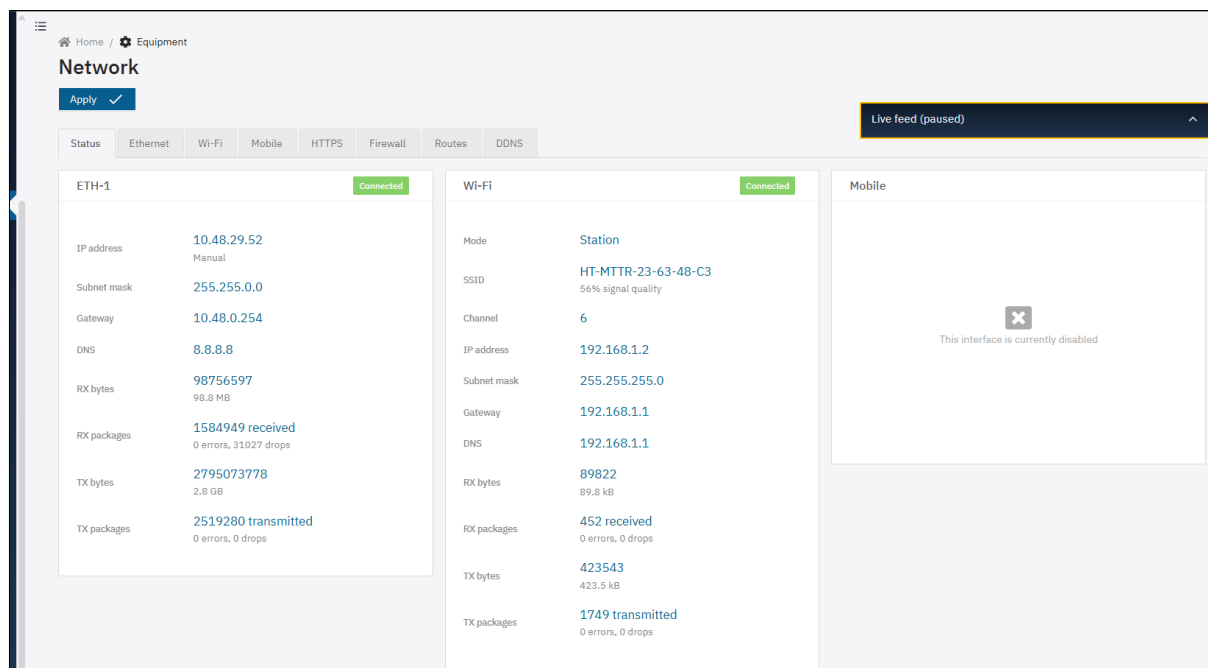 Home / Equipment
Network
Apply
Live feed (paused)
Status Ethernet Wi-Fi Mobile HTTPS Firewall Routes DDNS
ETH-1 Connected
IP address 10.48.29.52
Manual
Subnet mask 255.255.0.0
Gateway 10.48.0.254
DNS 8.8.8.8
RX bytes 98756597
98.8 MB
RX packages 1584949 received
0 errors, 31027 drops
TX bytes 2795073778
2.8 GB
TX packages 2519280 transmitted
0 errors, 0 drops
Wi-Fi Connected
Mode Station
SSID HT-MTTR-23-63-48-C3
56% signal quality
Channel 6
IP address 192.168.1.2
Subnet mask 255.255.255.0
Gateway 192.168.1.1
DNS 192.168.1.1
RX bytes 89822
89.8 kB
RX packages 452 received
0 errors, 0 drops
TX bytes 423543
423.5 kB
TX packages 1749 transmitted
0 errors, 0 drops
Mobile
This interface is currently disabled